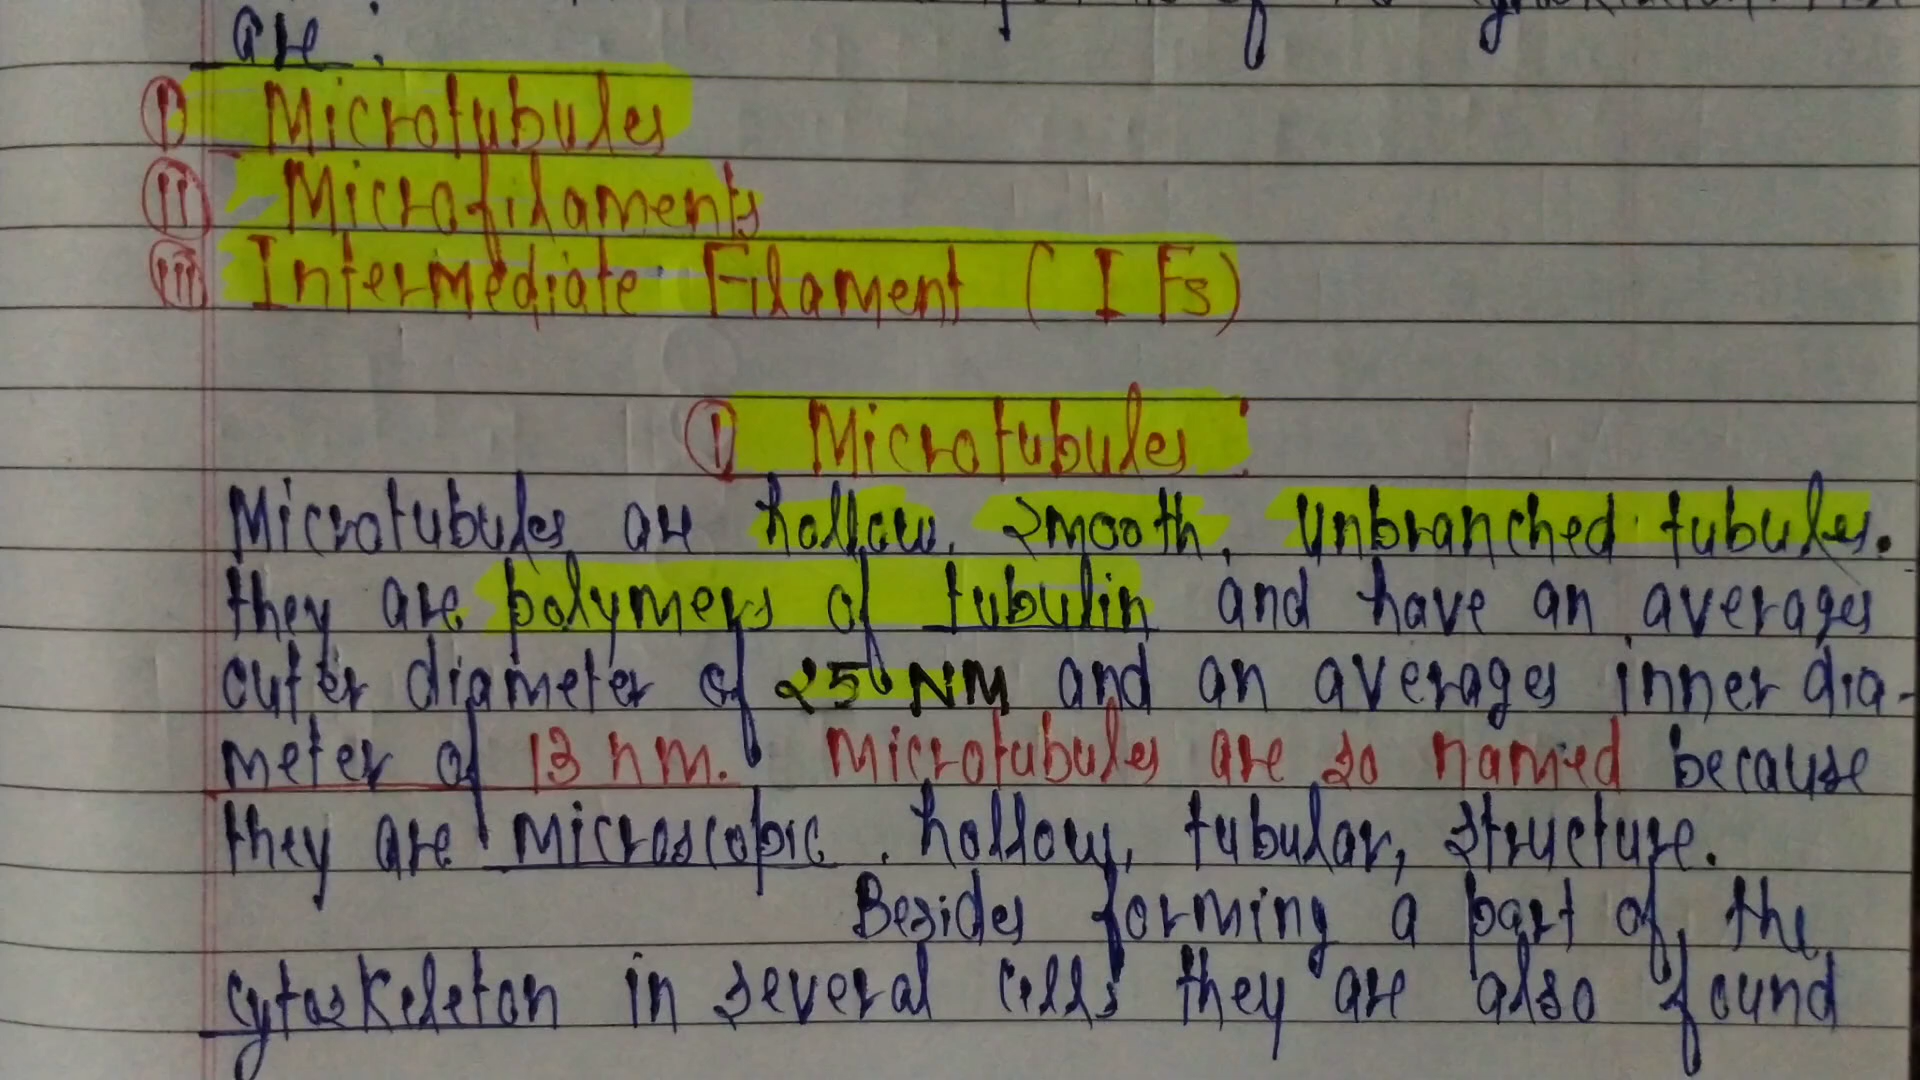 are :
(i) Microtubules
(ii) Microfilaments
(iii) Intermediate Filament ( IFs)
(i) Microtubules :
Microtubules are hollow, smooth, unbranched tubules.
they are polymers of tubulin and have an averages
outer diameter of 25 NM and an averages inner dia-
meter of 13 nm. Microtubules are so named because
they are microscopic, hollow, tubular, structure.
Besides forming a part of the
cytoskeleton in several cells they are also found